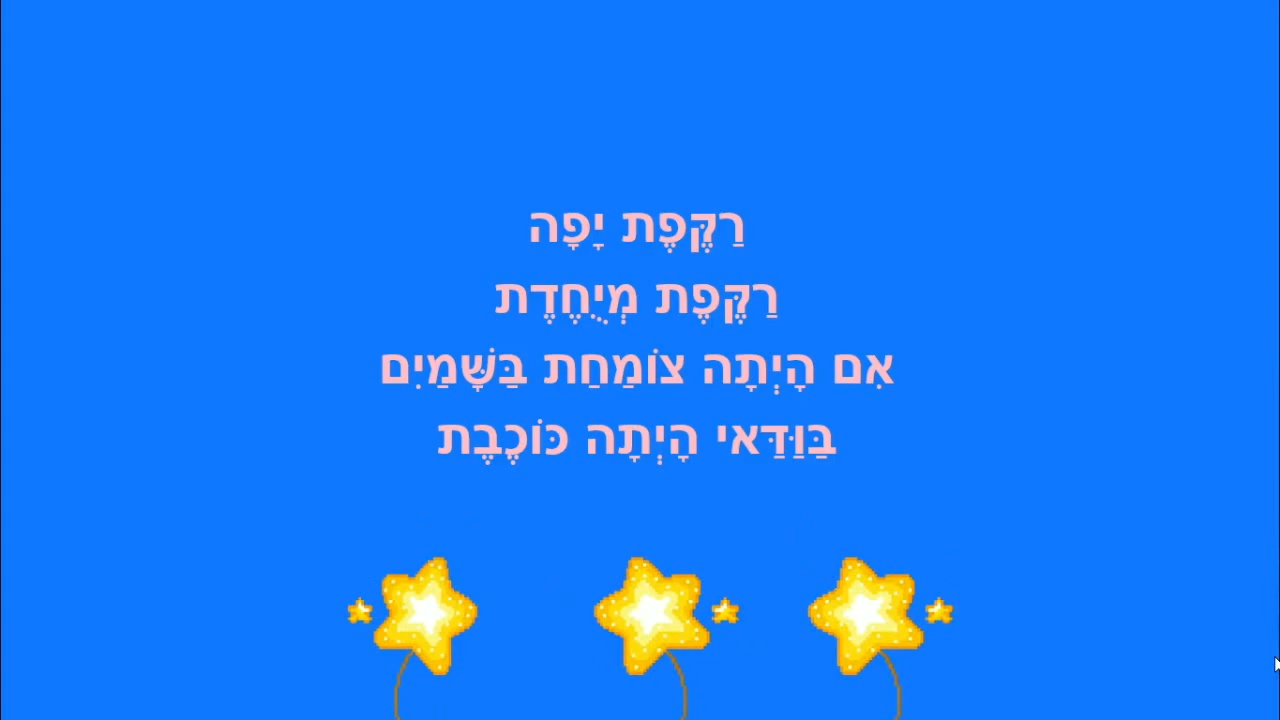 רַקֶּפֶת יָפָה
רַקֶּפֶת מְיֻחֶדֶת
אִם הָיְתָה צוֹמַחַת בַּשָּׁמַיִם
בַּוַּדַּאי הָיְתָה כּוֹכֶבֶת